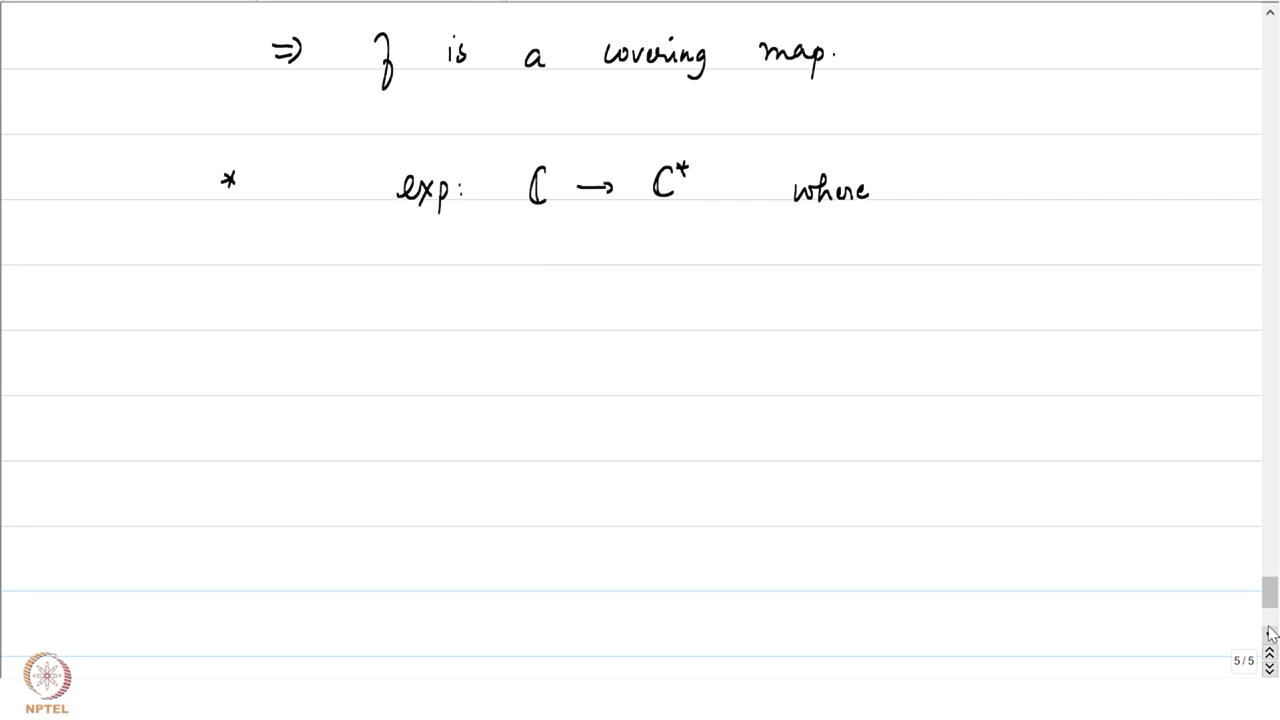 ⇒ f is a covering map.
* exp: ℂ → ℂ* where
5 / 5
NPTEL